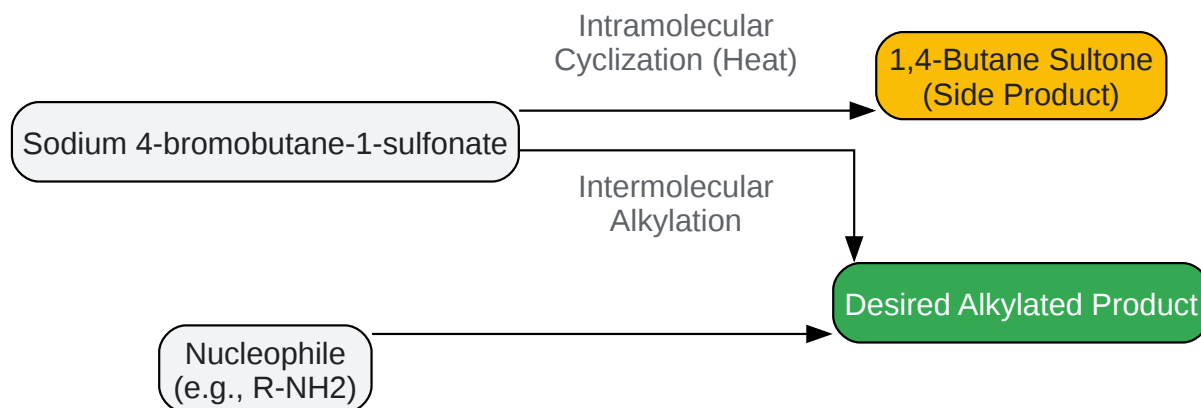 Intramolecular
Cyclization (Heat)
1,4-Butane Sultone
(Side Product)
Sodium 4-bromobutane-1-sulfonate
Intermolecular
Alkylation
Desired Alkylated Product
Nucleophile
(e.g., R-NH2)